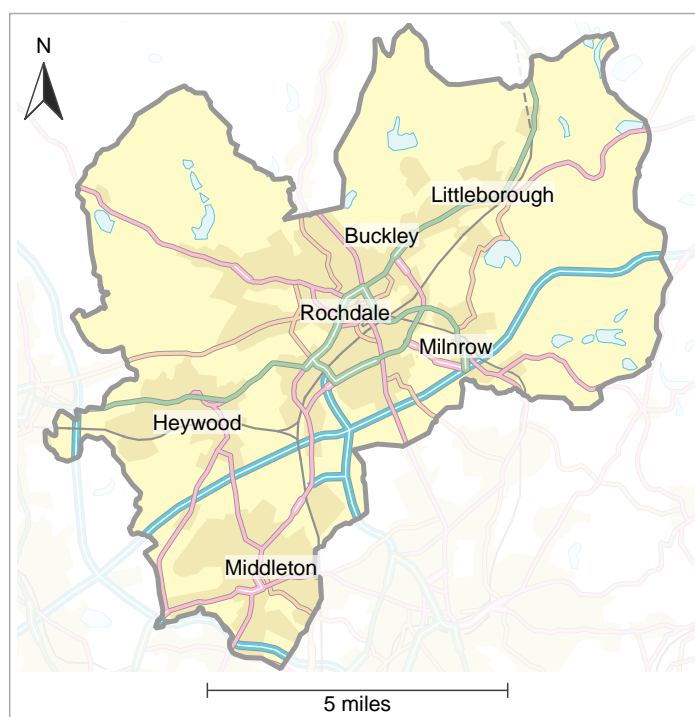 N
Littleborough
Buckley
Rochdale
Milnrow
Heywood
Middleton
5 miles